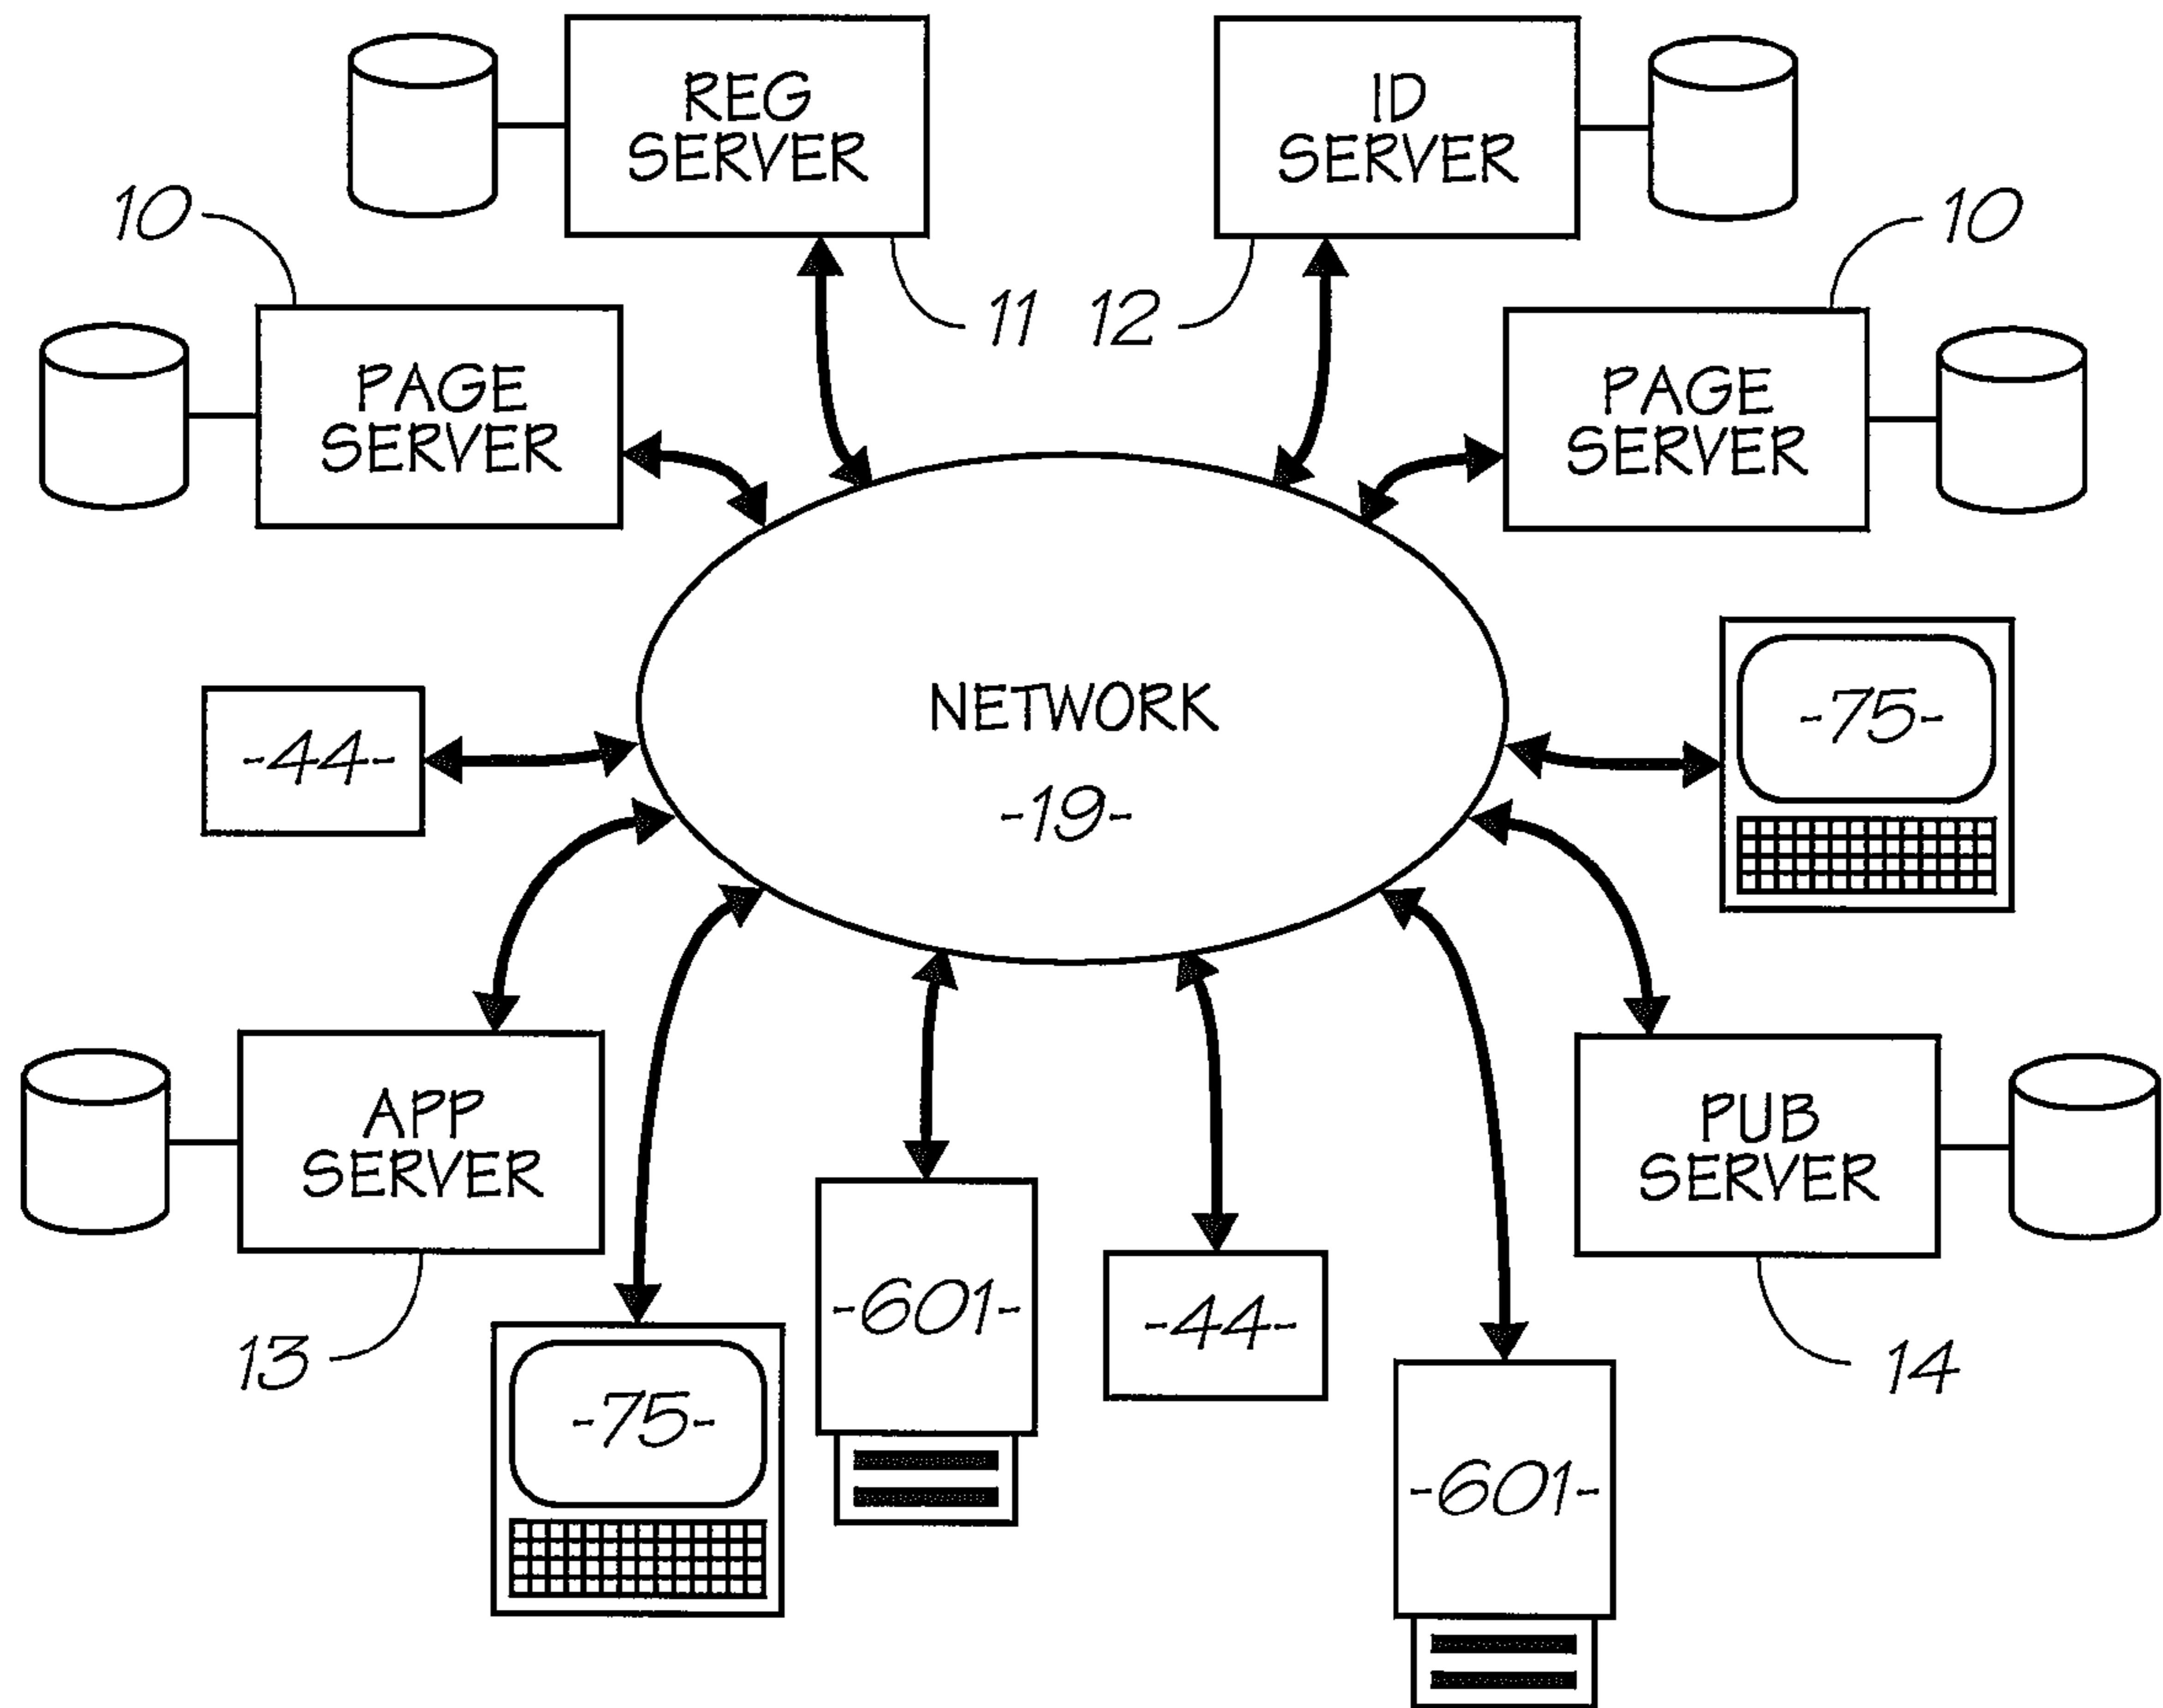 REG
SERVER
ID
SERVER
10
10
11
12
PAGE
SERVER
PAGE
SERVER
NETWORK
-19-
-44-
-75-
APP
SERVER
PUB
SERVER
-601-
-44-
13
14
-75-
-601-